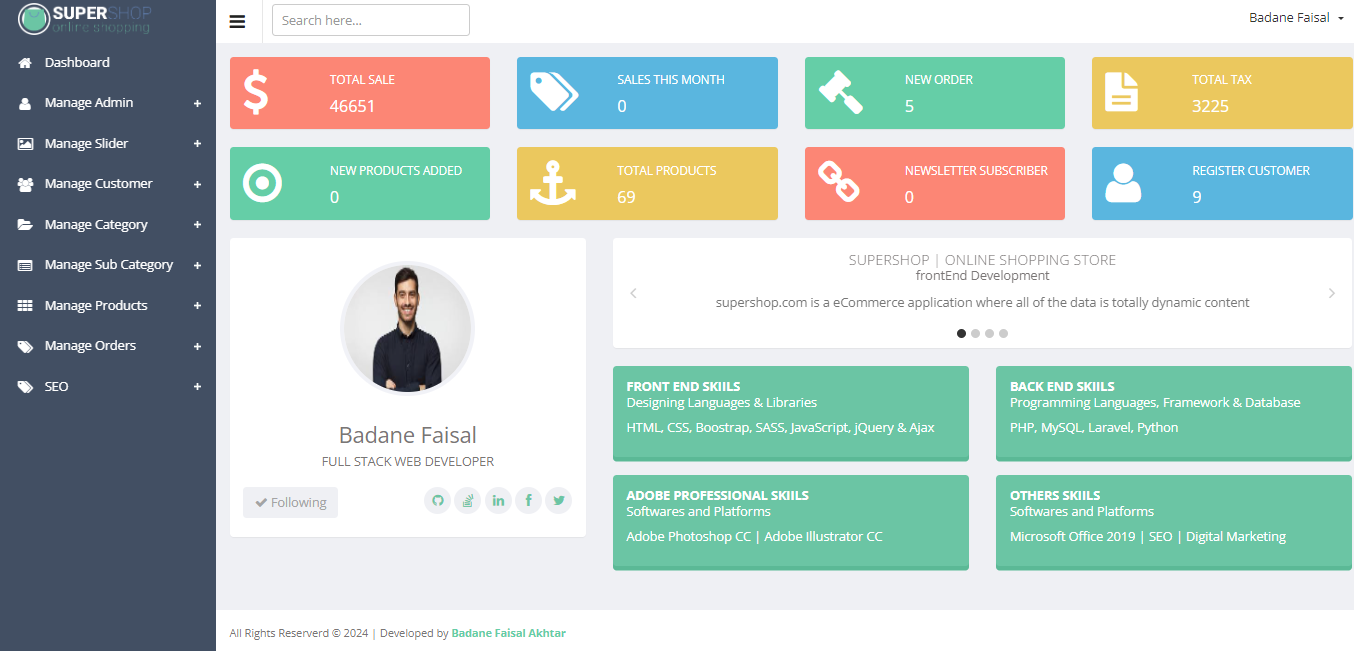 SUPERSHOP
online shopping
Search here...
Badane Faisal
Dashboard
Manage Admin +
Manage Slider +
Manage Customer +
Manage Category +
Manage Sub Category +
Manage Products +
Manage Orders +
SEO +
TOTAL SALE
46651
SALES THIS MONTH
0
NEW ORDER
5
TOTAL TAX
3225
NEW PRODUCTS ADDED
0
TOTAL PRODUCTS
69
NEWSLETTER SUBSCRIBER
0
REGISTER CUSTOMER
9
Badane Faisal
FULL STACK WEB DEVELOPER
Following
SUPERSHOP | ONLINE SHOPPING STORE
frontEnd Development
supershop.com is a eCommerce application where all of the data is totally dynamic content
FRONT END SKIILS
Designing Languages & Libraries
HTML, CSS, Boostrap, SASS, JavaScript, jQuery & Ajax
BACK END SKIILS
Programming Languages, Framework & Database
PHP, MySQL, Laravel, Python
ADOBE PROFESSIONAL SKIILS
Softwares and Platforms
Adobe Photoshop CC | Adobe Illustrator CC
OTHERS SKIILS
Softwares and Platforms
Microsoft Office 2019 | SEO | Digital Marketing
All Rights Reserverd © 2024 | Developed by Badane Faisal Akhtar